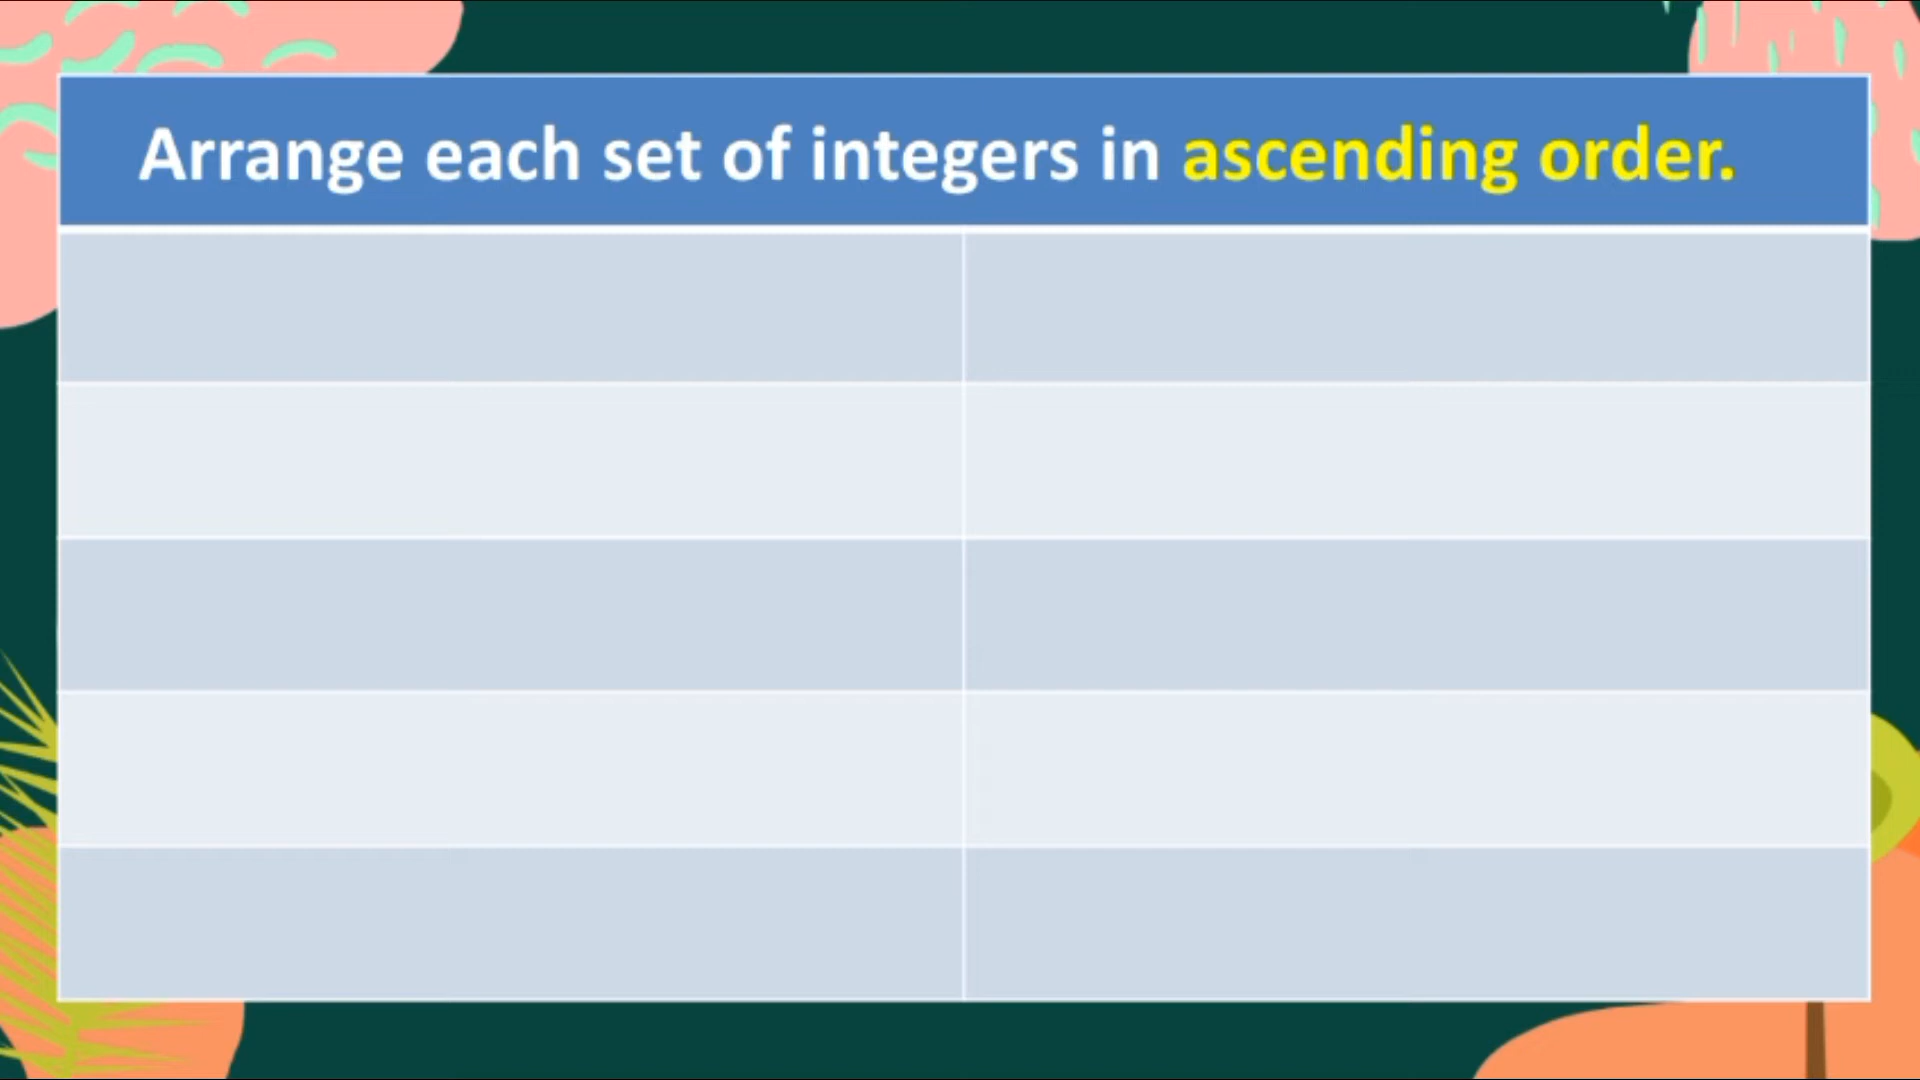 Arrange each set of integers in ascending order.